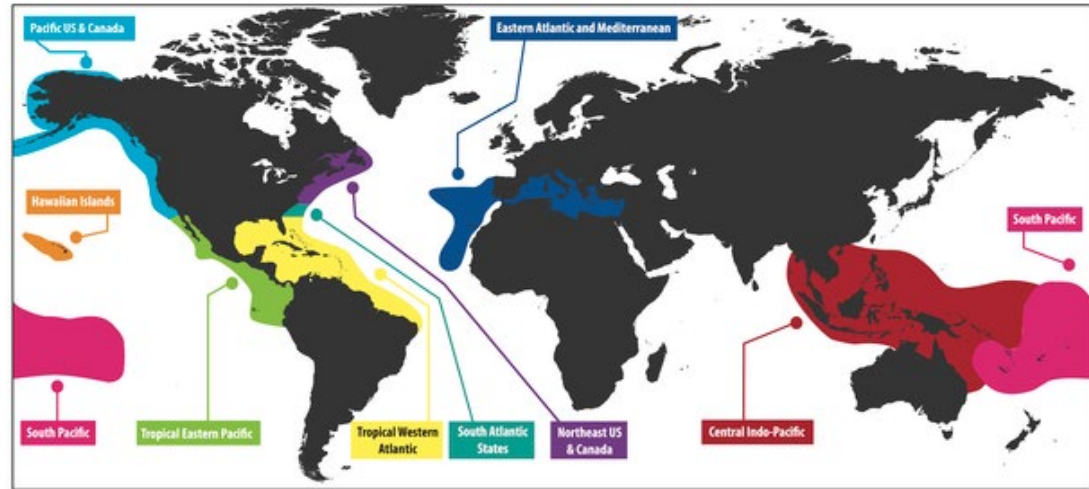 Pacific US & Canada
Eastern Atlantic and Mediterranean
Hawaiian Islands
South Pacific
South Pacific
Tropical Eastern Pacific
Tropical Western
Atlantic
South Atlantic
States
Northeast US
& Canada
Central Indo-Pacific